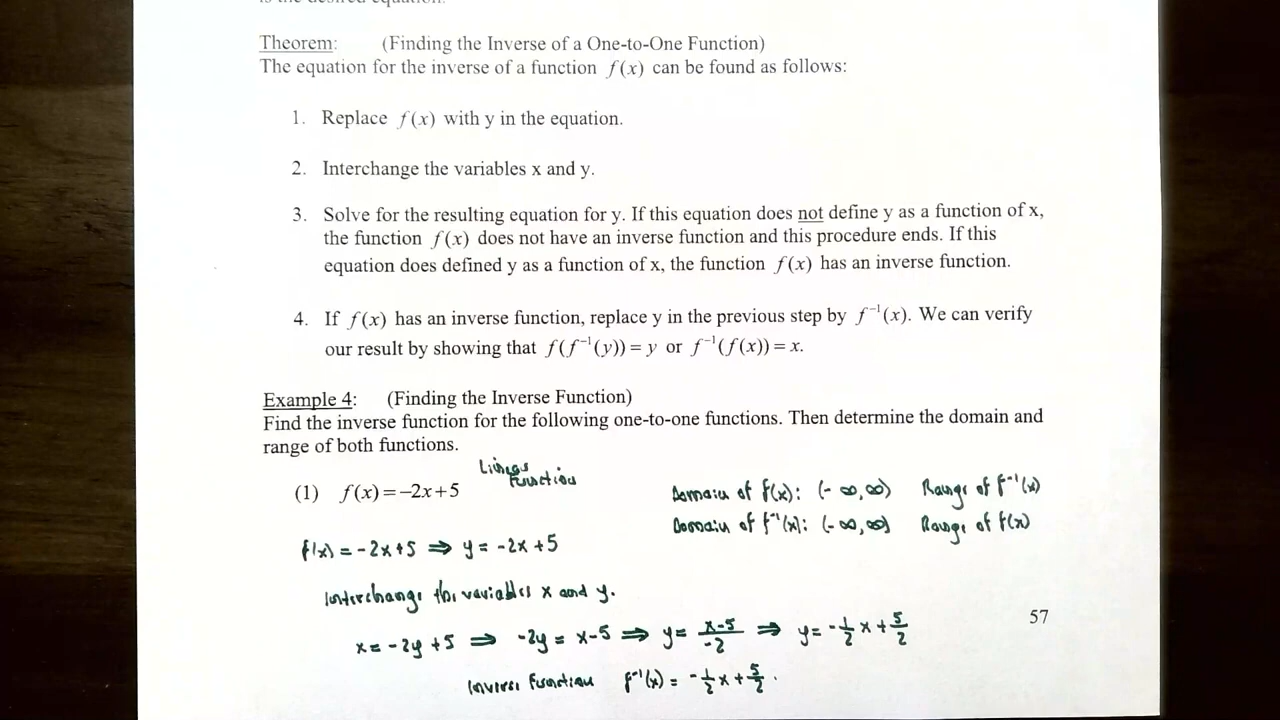 is the desired equation.
Theorem: (Finding the Inverse of a One-to-One Function)
The equation for the inverse of a function f(x) can be found as follows:
1. Replace f(x) with y in the equation.
2. Interchange the variables x and y.
3. Solve for the resulting equation for y. If this equation does not define y as a function of x,
the function f(x) does not have an inverse function and this procedure ends. If this
equation does defined y as a function of x, the function f(x) has an inverse function.
4. If f(x) has an inverse function, replace y in the previous step by f⁻¹(x). We can verify
our result by showing that f(f⁻¹(y)) = y or f⁻¹(f(x)) = x.
Example 4: (Finding the Inverse Function)
Find the inverse function for the following one-to-one functions. Then determine the domain and
range of both functions.
Linear
function
(1) f(x) = −2x+5
Domain of f(x): (-∞,∞) Range of f⁻¹(x)
Domain of f⁻¹(x): (-∞,∞) Range of f(x)
f(x) = -2x+5 ⇒ y = -2x+5
Interchange the variables x and y.
x = -2y+5 ⇒ -2y = x-5 ⇒ y = (x-5)/-2 ⇒ y = -1/2 x + 5/2
57
Inverse function f⁻¹(x) = -1/2 x + 5/2.